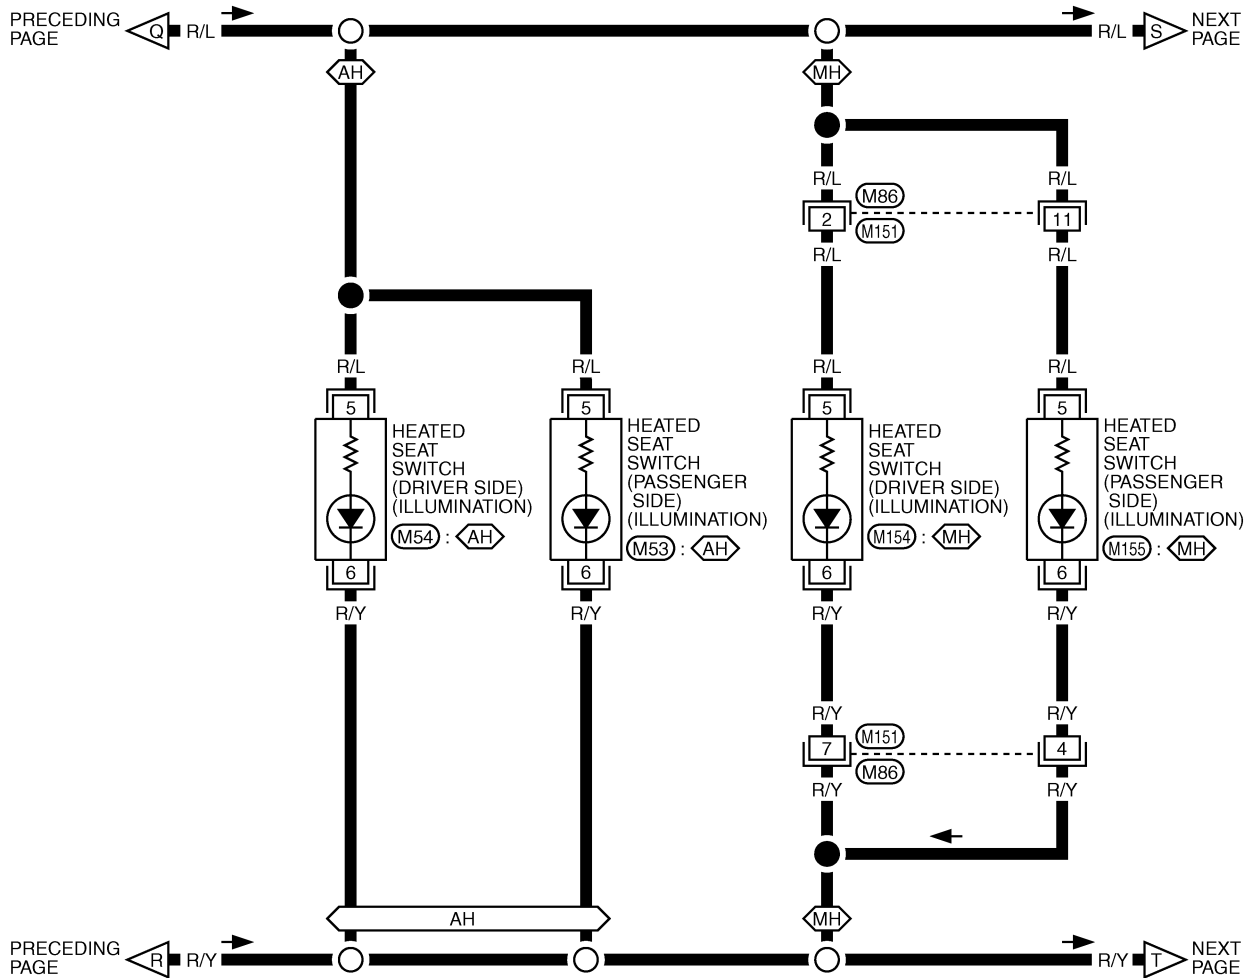 PRECEDING
PAGE
Q
R/L
R/L
S
NEXT
PAGE
AH
MH
R/L
R/L
M86
2
11
M151
R/L
R/L
R/L
R/L
R/L
R/L
5
5
5
5
HEATED
SEAT
SWITCH
(DRIVER SIDE)
(ILLUMINATION)
M54 : AH
HEATED
SEAT
SWITCH
(PASSENGER
SIDE)
(ILLUMINATION)
M53 : AH
HEATED
SEAT
SWITCH
(DRIVER SIDE)
(ILLUMINATION)
M154 : MH
HEATED
SEAT
SWITCH
(PASSENGER
SIDE)
(ILLUMINATION)
M155 : MH
6
6
6
6
R/Y
R/Y
R/Y
R/Y
R/Y
R/Y
M151
7
4
M86
R/Y
R/Y
AH
MH
PRECEDING
PAGE
R
R/Y
R/Y
T
NEXT
PAGE